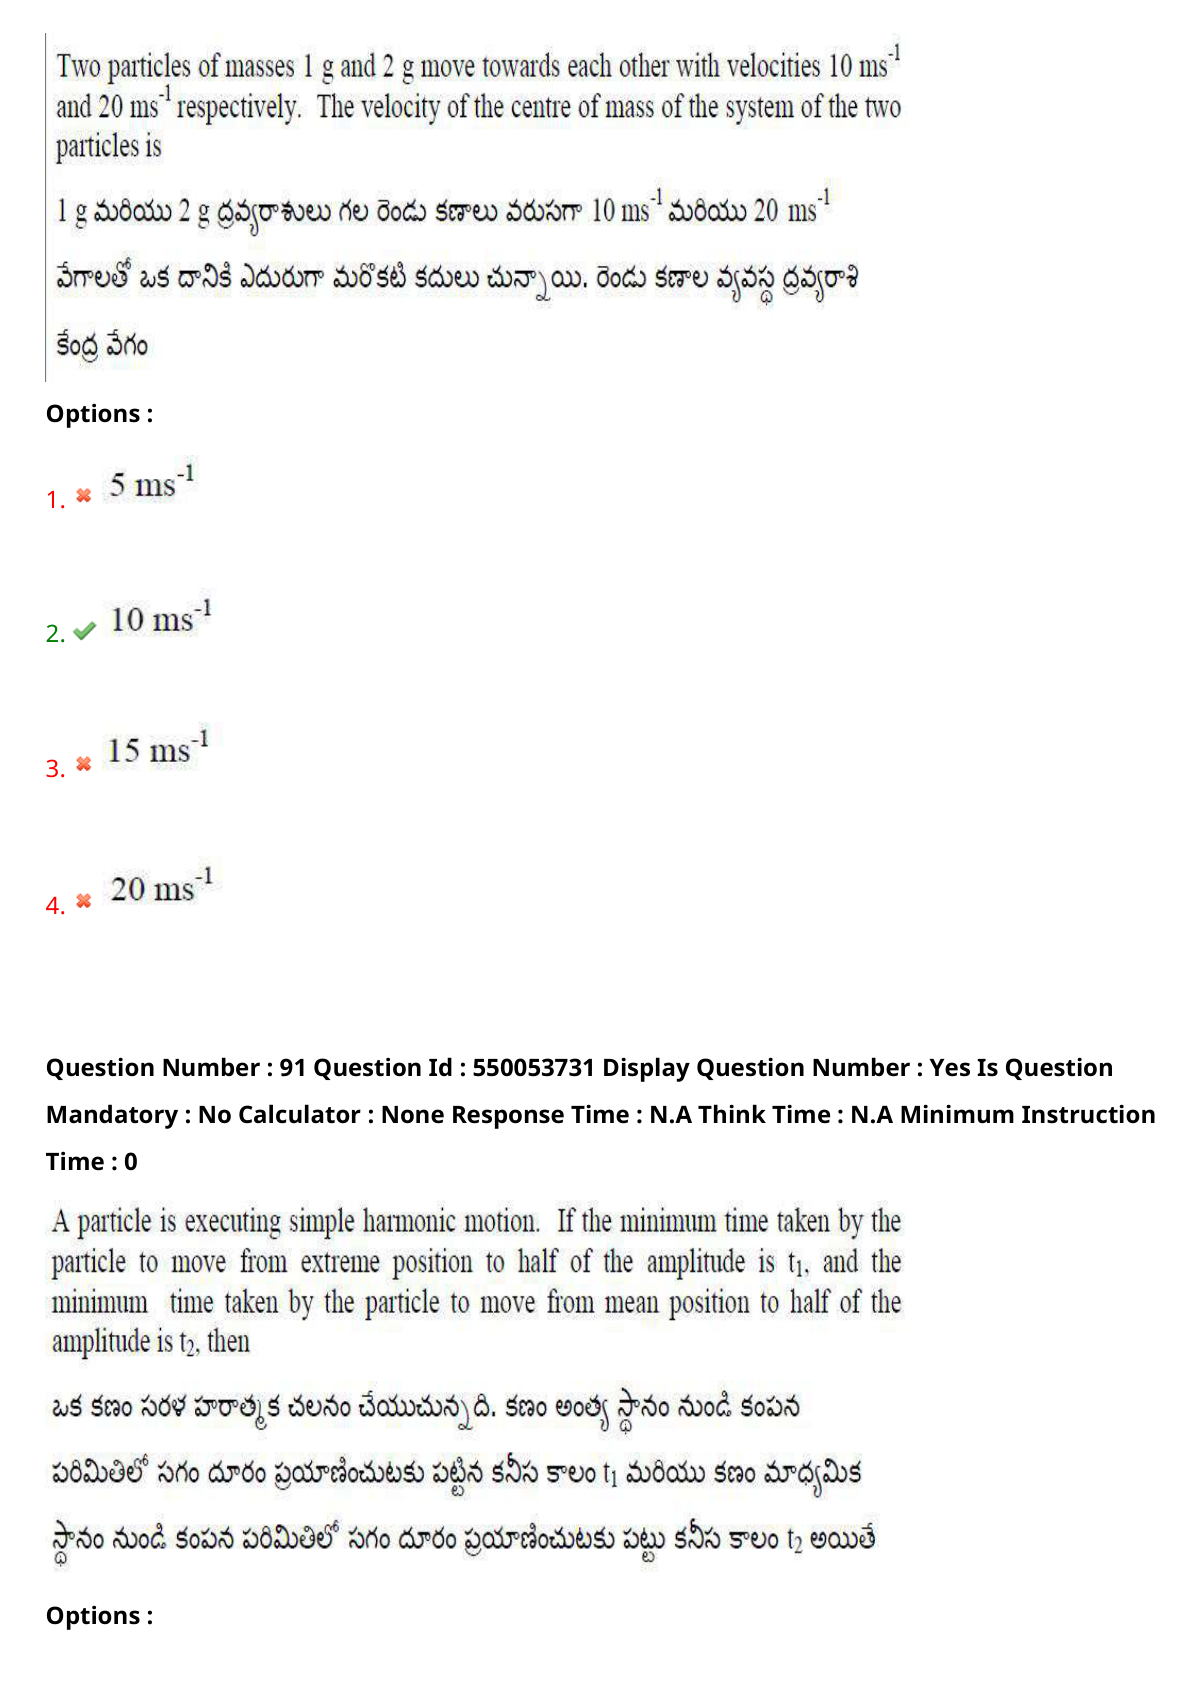 Two particles of masses 1 g and 2 g move towards each other with velocities 10 ms⁻¹
and 20 ms⁻¹ respectively. The velocity of the centre of mass of the system of the two
particles is
1 g మరియు 2 g ద్రవ్యరాశులు గల రెండు కణాలు వరుసగా 10 ms⁻¹ మరియు 20 ms⁻¹
వేగాలతో ఒక దానికి ఎదురుగా మరొకటి కదులు చున్నాయి. రెండు కణాల వ్యవస్థ ద్రవ్యరాశి
కేంద్ర వేగం
Options :
1. 5 ms⁻¹
2. 10 ms⁻¹
3. 15 ms⁻¹
4. 20 ms⁻¹
Question Number : 91 Question Id : 550053731 Display Question Number : Yes Is Question
Mandatory : No Calculator : None Response Time : N.A Think Time : N.A Minimum Instruction
Time : 0
A particle is executing simple harmonic motion. If the minimum time taken by the
particle to move from extreme position to half of the amplitude is t₁, and the
minimum time taken by the particle to move from mean position to half of the
amplitude is t₂, then
ఒక కణం సరళ హరాత్మక చలనం చేయుచున్నది. కణం అంత్య స్థానం నుండి కంపన
పరిమితిలో సగం దూరం ప్రయాణించుటకు పట్టిన కనీస కాలం t₁ మరియు కణం మాధ్యమిక
స్థానం నుండి కంపన పరిమితిలో సగం దూరం ప్రయాణించుటకు పట్టు కనీస కాలం t₂ అయితే
Options :